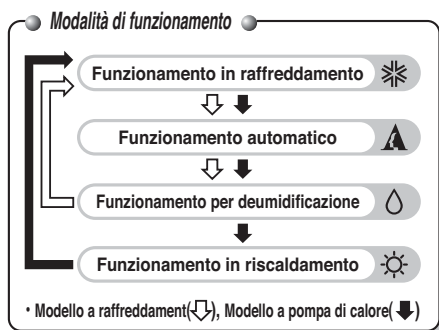 Modalità di funzionamento
Funzionamento in raffreddamento
Funzionamento automatico
Funzionamento per deumidificazione
Funzionamento in riscaldamento
• Modello a raffreddament(⇩), Modello a pompa di calore(⬇)